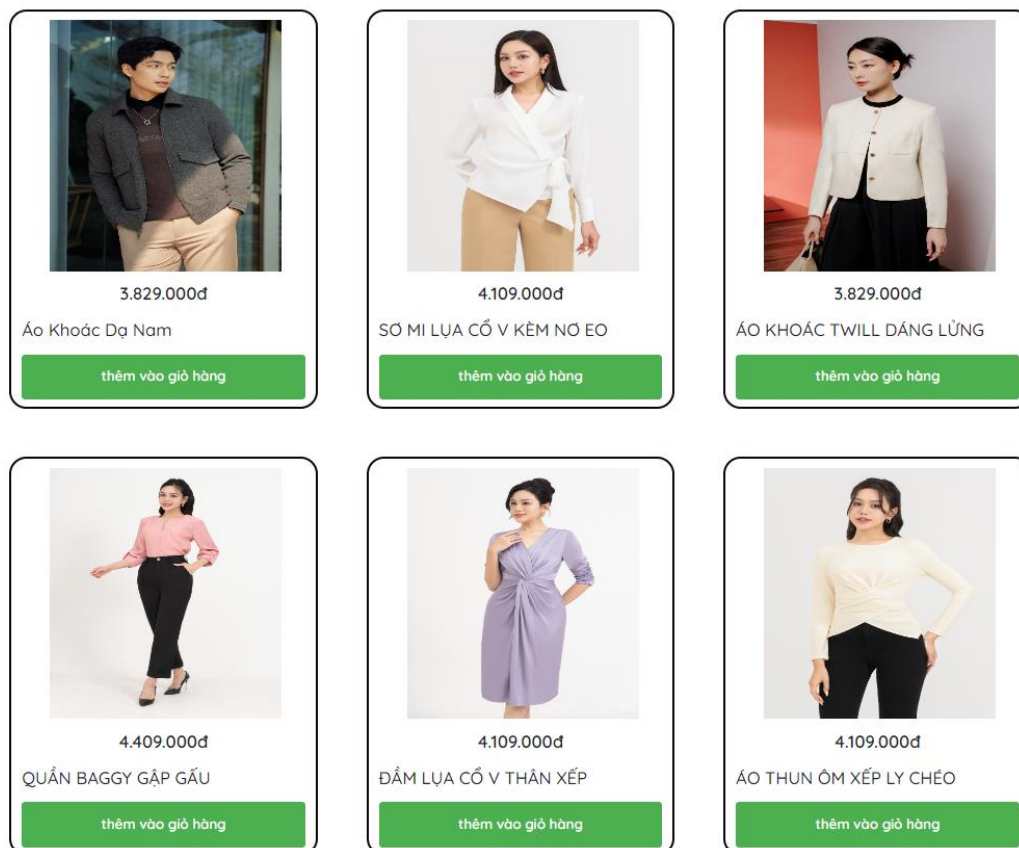 3.829.000đ
Áo Khoác Dạ Nam
thêm vào giỏ hàng
4.109.000đ
SƠ MI LỤA CỔ V KÈM NƠ EO
thêm vào giỏ hàng
3.829.000đ
ÁO KHOÁC TWILL DÁNG LỬNG
thêm vào giỏ hàng
4.409.000đ
QUẦN BAGGY GẬP GẤU
thêm vào giỏ hàng
4.109.000đ
ĐẦM LỤA CỔ V THÂN XẾP
thêm vào giỏ hàng
4.109.000đ
ÁO THUN ÔM XẾP LY CHÉO
thêm vào giỏ hàng